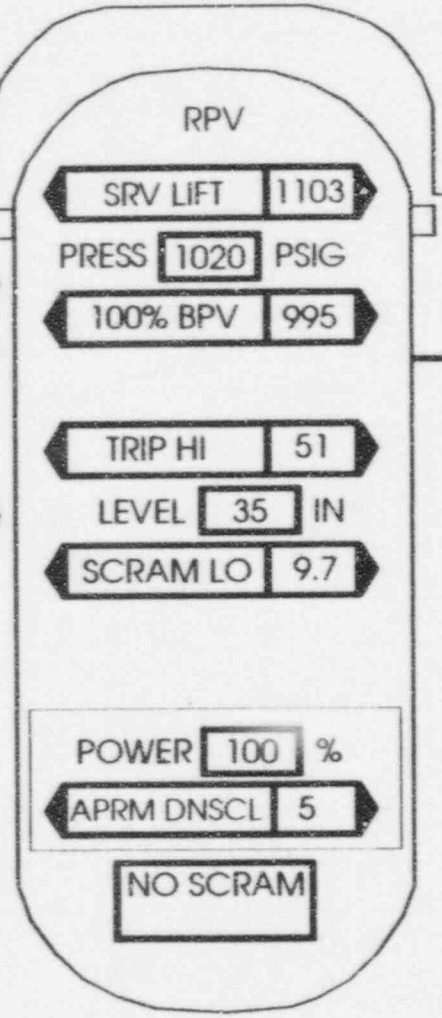 RPV
SRV LIFT 1103
PRESS 1020 PSIG
100% BPV 995
TRIP HI 51
LEVEL 35 IN
SCRAM LO 9.7
POWER 100 %
APRM DNSCL 5
NO SCRAM